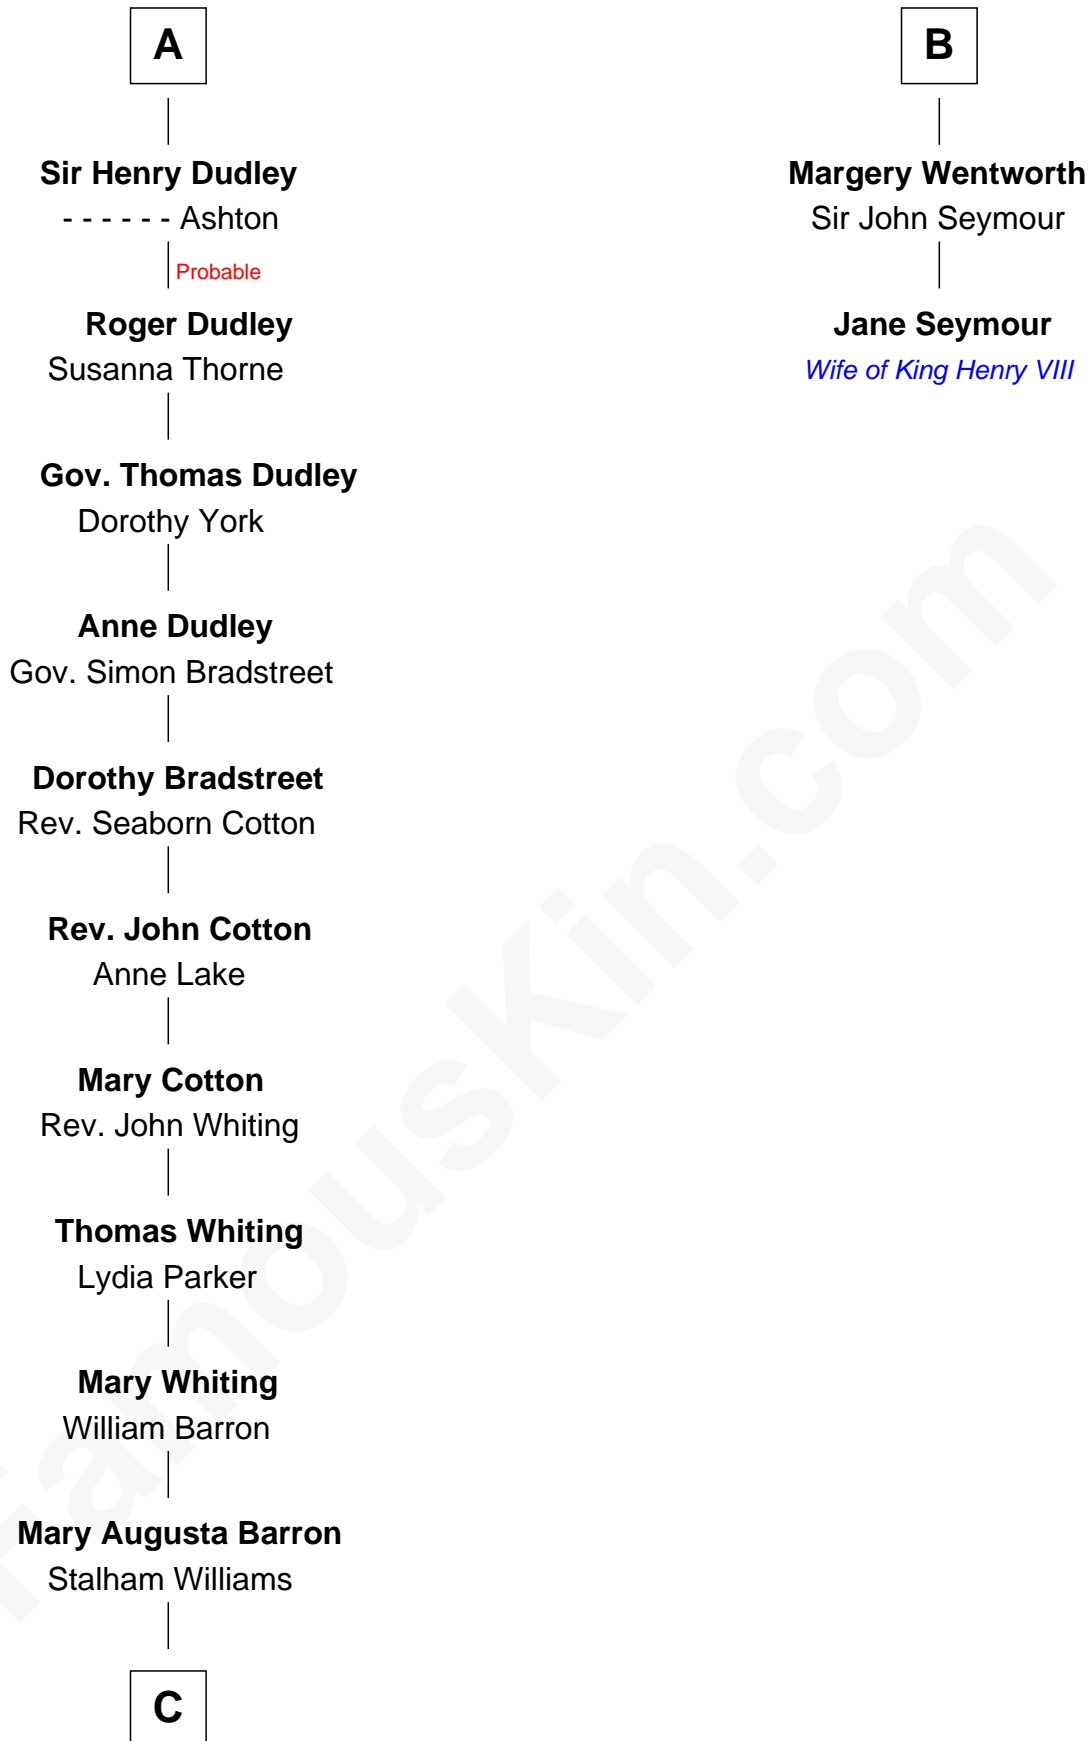 A
Sir Henry Dudley
- - - - - - Ashton
Probable
Roger Dudley
Susanna Thorne
Gov. Thomas Dudley
Dorothy York
Anne Dudley
Gov. Simon Bradstreet
Dorothy Bradstreet
Rev. Seaborn Cotton
Rev. John Cotton
Anne Lake
Mary Cotton
Rev. John Whiting
Thomas Whiting
Lydia Parker
Mary Whiting
William Barron
Mary Augusta Barron
Stalham Williams
C
B
Margery Wentworth
Sir John Seymour
Jane Seymour
Wife of King Henry VIII
FamousKin.com